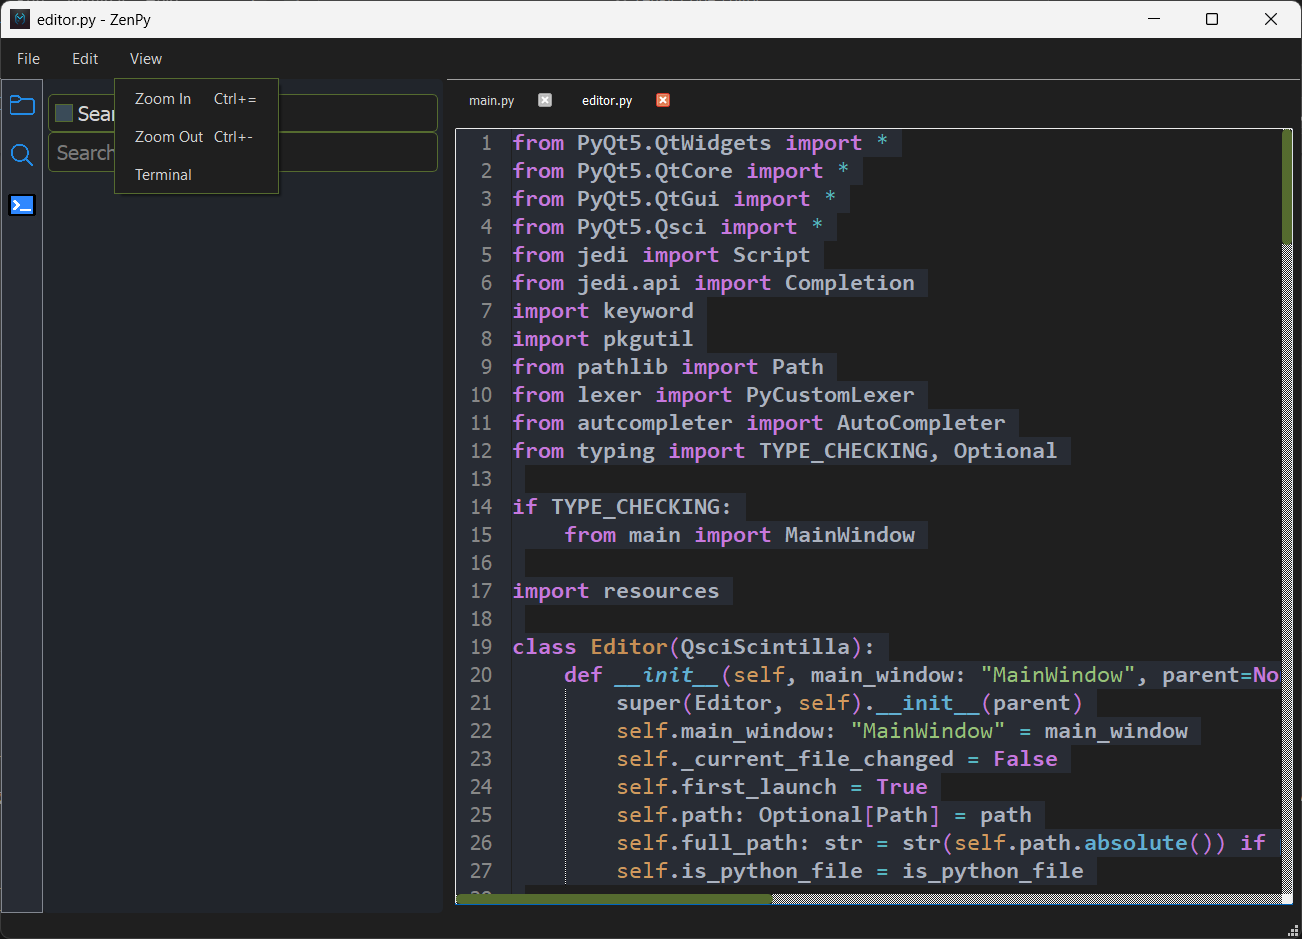 editor.py - ZenPy
File Edit View
Zoom In Ctrl+=
Zoom Out Ctrl+-
Terminal
Sear
Search
main.py editor.py
1 from PyQt5.QtWidgets import *
2 from PyQt5.QtCore import *
3 from PyQt5.QtGui import *
4 from PyQt5.Qsci import *
5 from jedi import Script
6 from jedi.api import Completion
7 import keyword
8 import pkgutil
9 from pathlib import Path
10 from lexer import PyCustomLexer
11 from autcompleter import AutoCompleter
12 from typing import TYPE_CHECKING, Optional
13
14 if TYPE_CHECKING:
15     from main import MainWindow
16
17 import resources
18
19 class Editor(QsciScintilla):
20     def __init__(self, main_window: "MainWindow", parent=No
21         super(Editor, self).__init__(parent)
22         self.main_window: "MainWindow" = main_window
23         self._current_file_changed = False
24         self.first_launch = True
25         self.path: Optional[Path] = path
26         self.full_path: str = str(self.path.absolute()) if
27         self.is_python_file = is_python_file